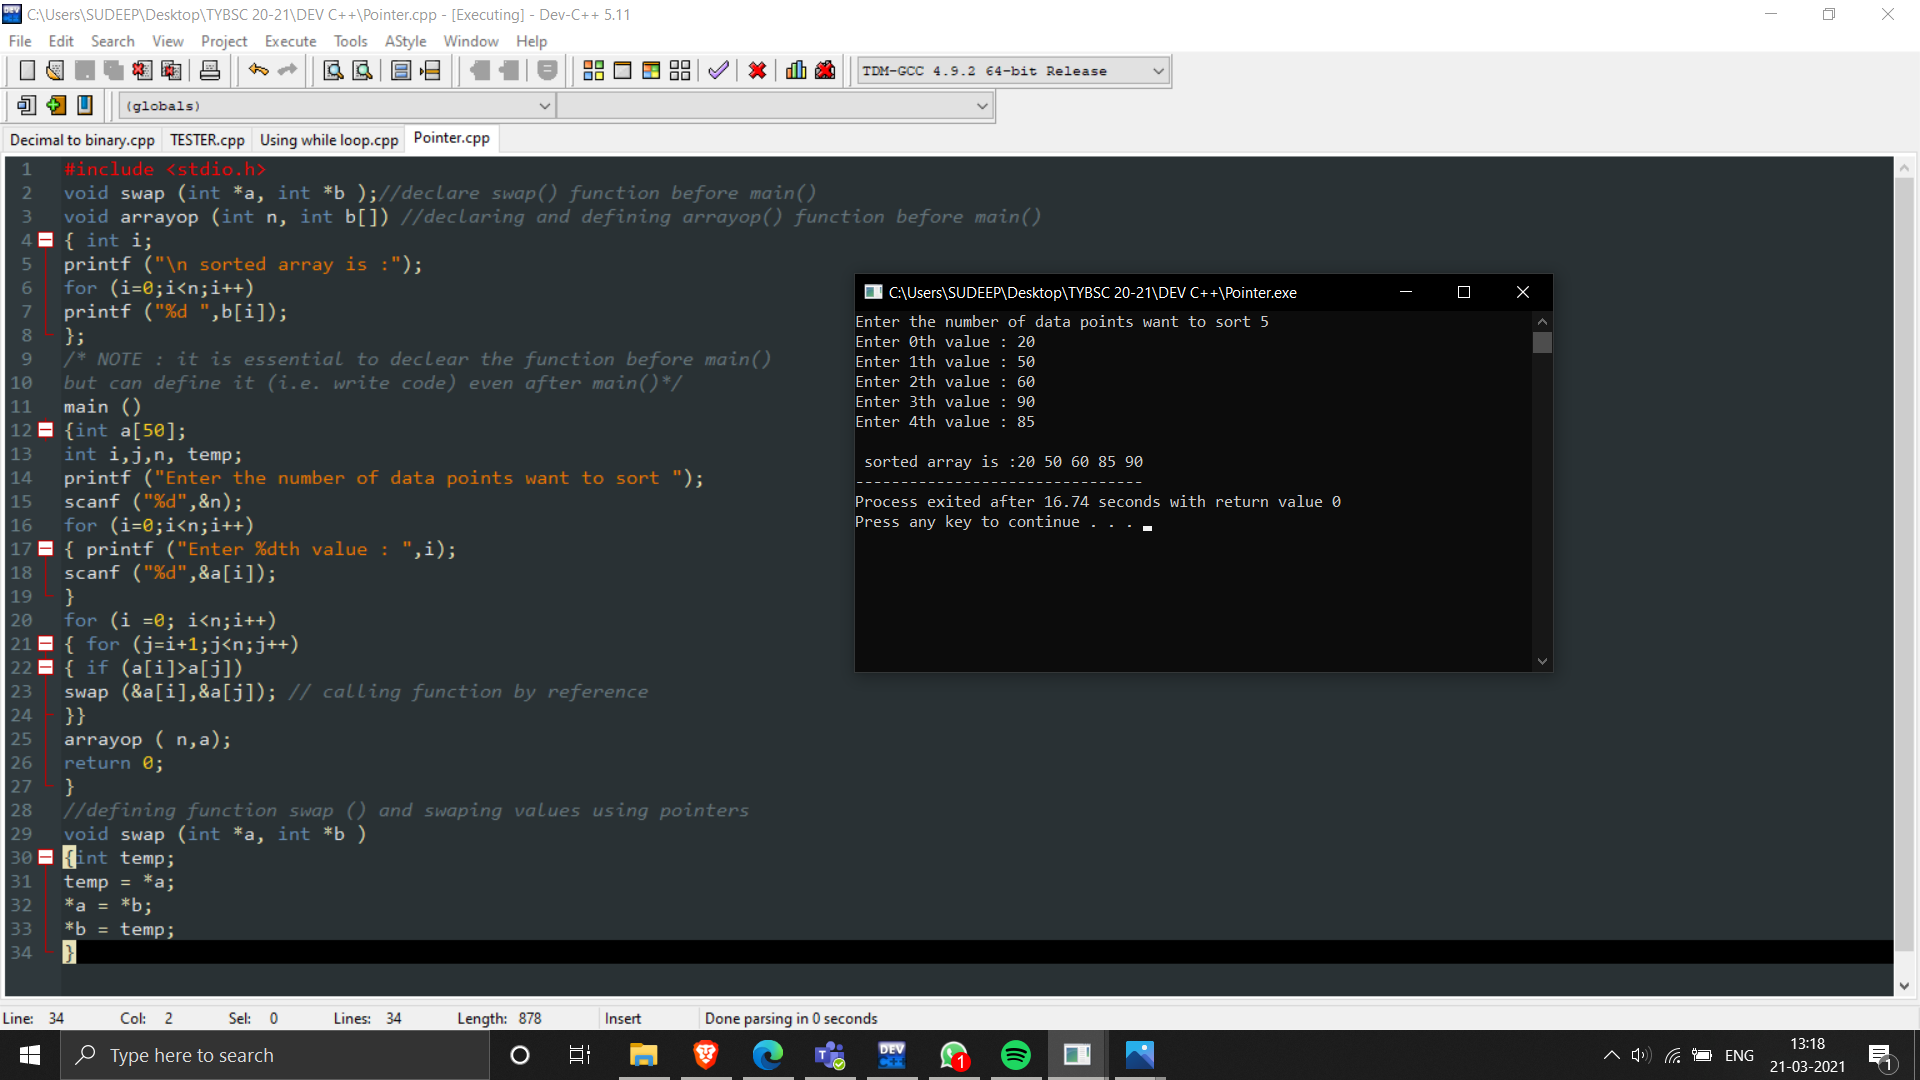 C:\Users\SUDEEP\Desktop\TYBSC 20-21\DEV C++\Pointer.cpp - [Executing] - Dev-C++ 5.11
File Edit Search View Project Execute Tools AStyle Window Help
TDM-GCC 4.9.2 64-bit Release
(globals)
Decimal to binary.cpp TESTER.cpp Using while loop.cpp Pointer.cpp
1 #include <stdio.h>
2 void swap (int *a, int *b );//declare swap() function before main()
3 void arrayop (int n, int b[]) //declaring and defining arrayop() function before main()
4 { int i;
5 printf ("\n sorted array is :");
6 for (i=0;i<n;i++)
7 printf ("%d ",b[i]);
8 };
9 /* NOTE : it is essential to declear the function before main()
10 but can define it (i.e. write code) even after main()*/
11 main ()
12 {int a[50];
13 int i,j,n, temp;
14 printf ("Enter the number of data points want to sort ");
15 scanf ("%d",&n);
16 for (i=0;i<n;i++)
17 { printf ("Enter %dth value : ",i);
18 scanf ("%d",&a[i]);
19 }
20 for (i =0; i<n;i++)
21 { for (j=i+1;j<n;j++)
22 { if (a[i]>a[j])
23 swap (&a[i],&a[j]); // calling function by reference
24 }}
25 arrayop ( n,a);
26 return 0;
27 }
28 //defining function swap () and swaping values using pointers
29 void swap (int *a, int *b )
30 {int temp;
31 temp = *a;
32 *a = *b;
33 *b = temp;
34 }
C:\Users\SUDEEP\Desktop\TYBSC 20-21\DEV C++\Pointer.exe
Enter the number of data points want to sort 5
Enter 0th value : 20
Enter 1th value : 50
Enter 2th value : 60
Enter 3th value : 90
Enter 4th value : 85
sorted array is :20 50 60 85 90
--------------------------------
Process exited after 16.74 seconds with return value 0
Press any key to continue . . .
Line: 34 Col: 2 Sel: 0 Lines: 34 Length: 878 Insert Done parsing in 0 seconds
Type here to search
DEV C++
1
ENG
13:18
21-03-2021
1